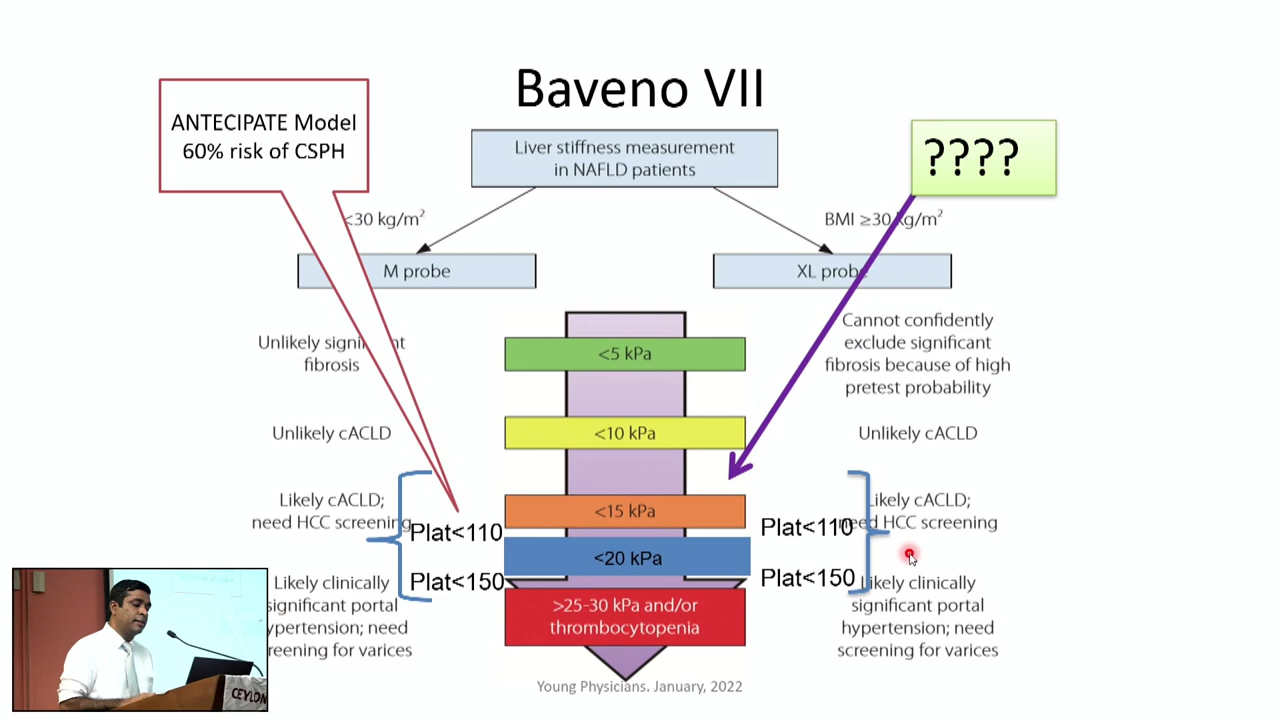 Baveno VII
ANTECIPATE Model
60% risk of CSPH
Liver stiffness measurement
in NAFLD patients
????
<30 kg/m²
BMI ≥30 kg/m²
M probe
XL probe
Unlikely significant
fibrosis
<5 kPa
Cannot confidently
exclude significant
fibrosis because of high
pretest probability
Unlikely cACLD
<10 kPa
Unlikely cACLD
Likely cACLD;
need HCC screening
Plat<110
<15 kPa
Plat<110
Likely cACLD;
need HCC screening
<20 kPa
Plat<150
Plat<150
Likely clinically
significant portal
ypertension; need
reening for varices
>25-30 kPa and/or
thrombocytopenia
Likely clinically
significant portal
hypertension; need
screening for varices
Young Physicians. January, 2022
CEYLON